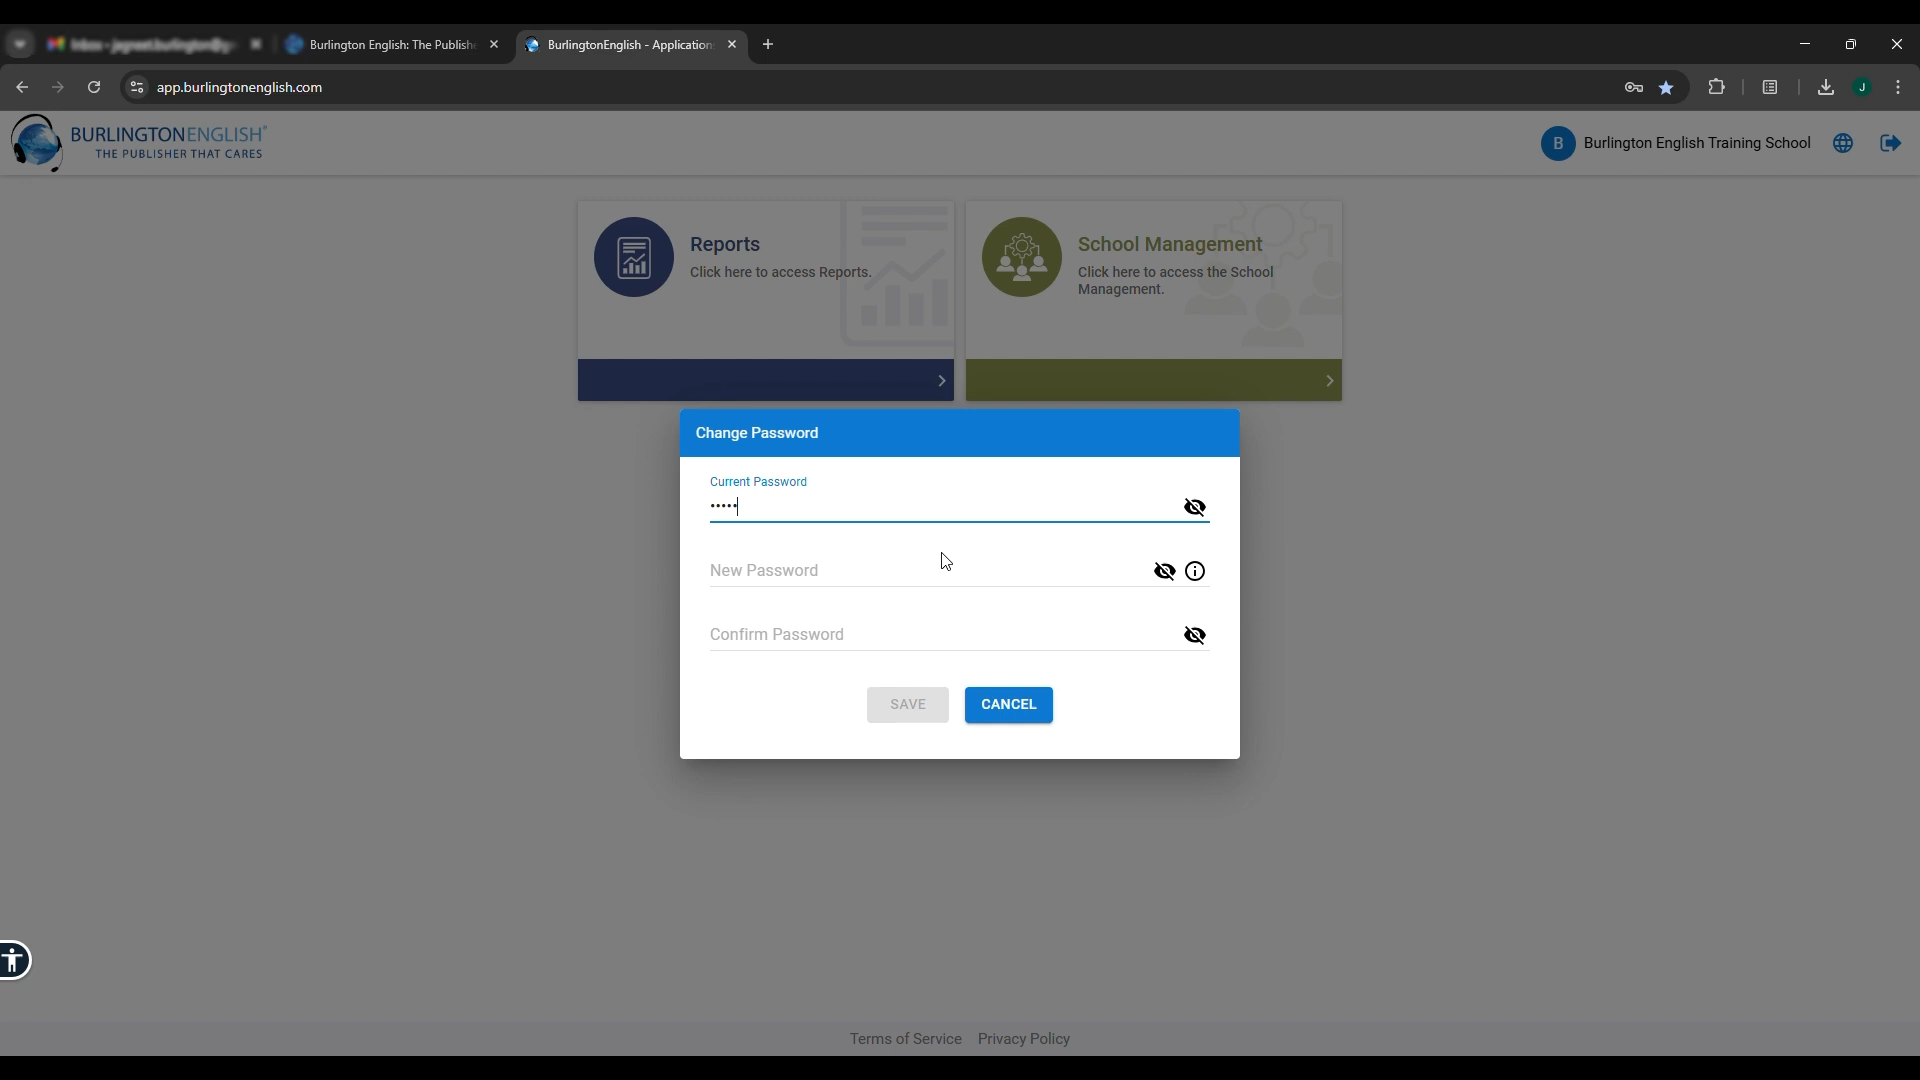 Burlington English: The Publishe
BurlingtonEnglish - Application
app.burlingtonenglish.com
J
BURLINGTONENGLISH
THE PUBLISHER THAT CARES
B
Burlington English Training School
Reports
Click here to access Reports.
School Management
Click here to access the School
Management.
Change Password
Current Password
•••••
New Password
Confirm Password
SAVE
CANCEL
Terms of Service
Privacy Policy